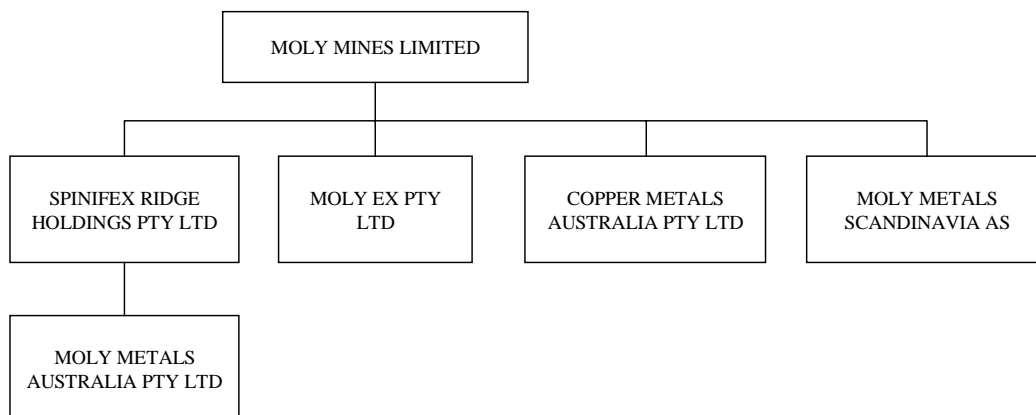 MOLY MINES LIMITED
SPINIFEX RIDGE
HOLDINGS PTY LTD
MOLY EX PTY
LTD
COPPER METALS
AUSTRALIA PTY LTD
MOLY METALS
SCANDINAVIA AS
MOLY METALS
AUSTRALIA PTY LTD